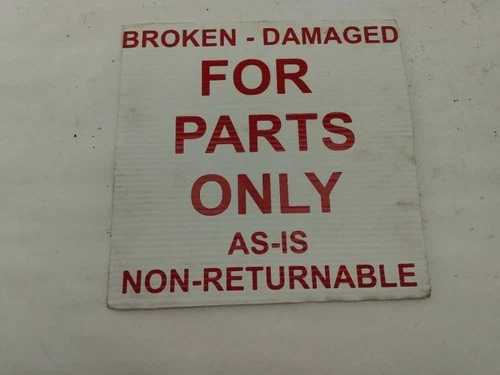 BROKEN - DAMAGED
FOR
PARTS
ONLY
AS-IS
NON-RETURNABLE